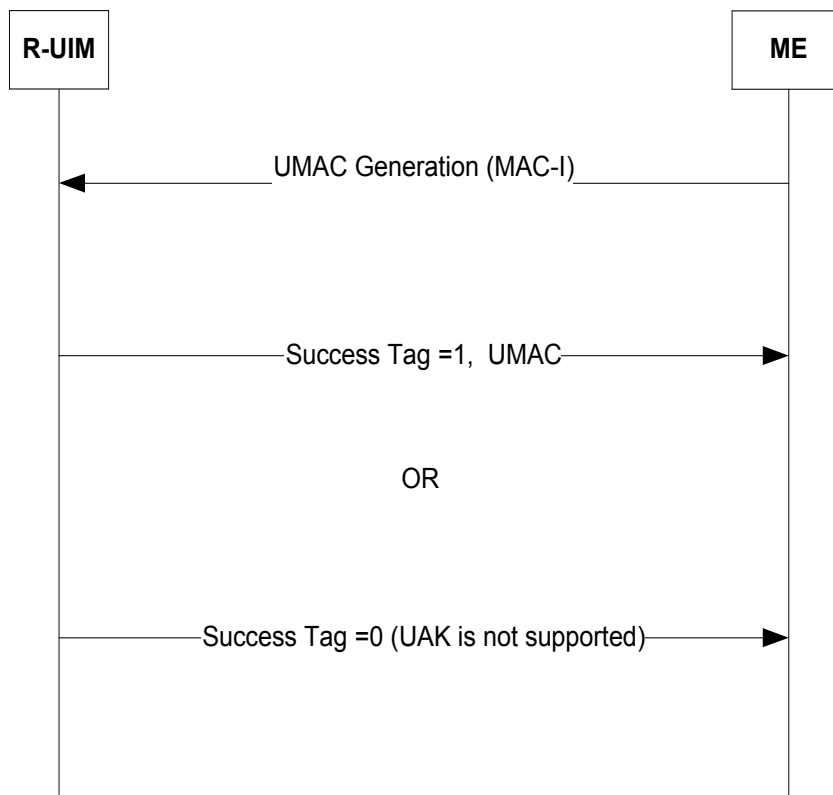 R-UIM
ME
UMAC Generation (MAC-I)
Success Tag =1, UMAC
OR
Success Tag =0 (UAK is not supported)